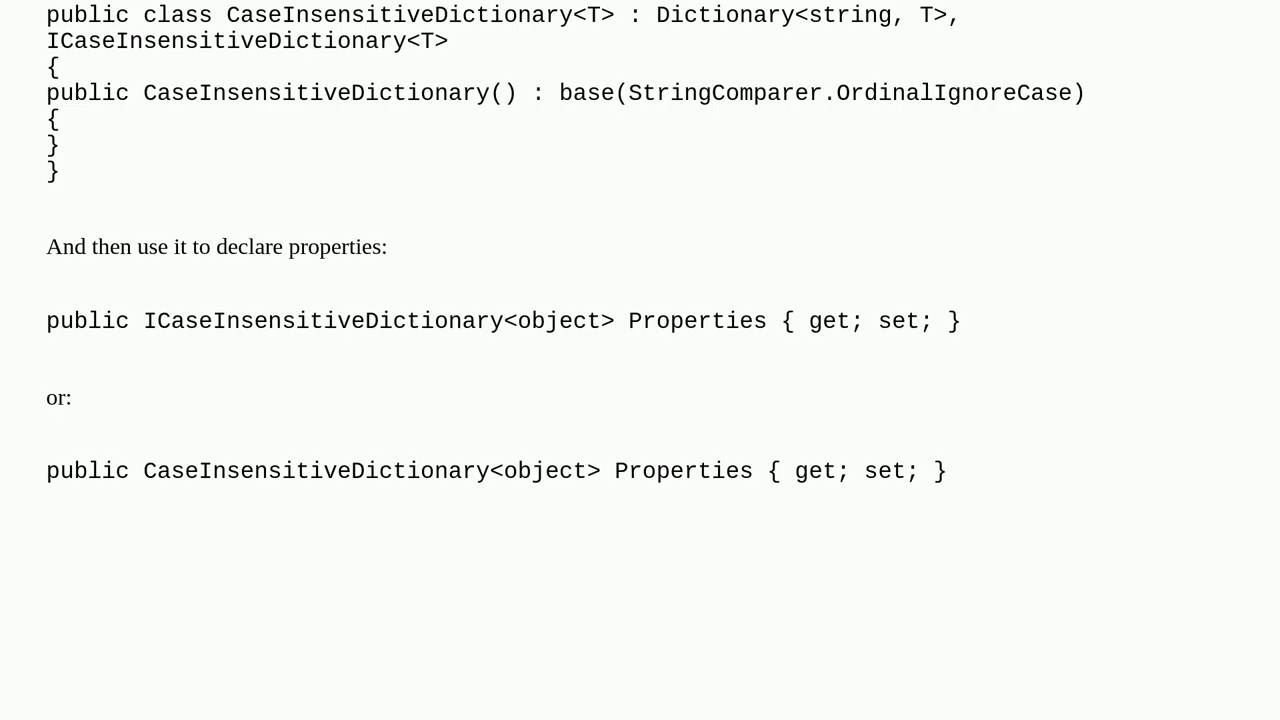 public class CaseInsensitiveDictionary<T> : Dictionary<string, T>,
ICaseInsensitiveDictionary<T>
{
public CaseInsensitiveDictionary() : base(StringComparer.OrdinalIgnoreCase)
{
}
}
And then use it to declare properties:
public ICaseInsensitiveDictionary<object> Properties { get; set; }
or:
public CaseInsensitiveDictionary<object> Properties { get; set; }